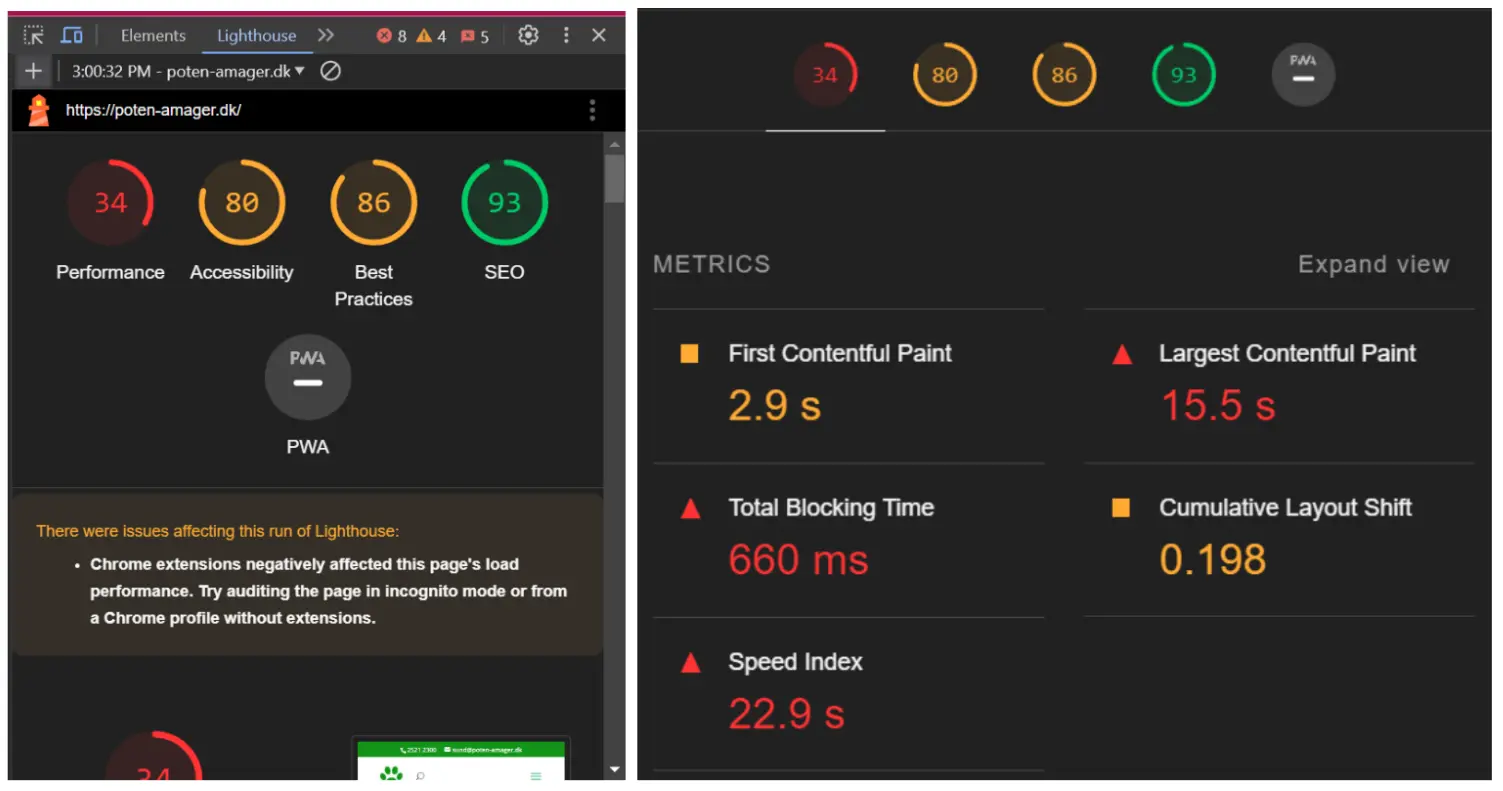 Elements Lighthouse 8 4 5
3:00:32 PM - poten-amager.dk
https://poten-amager.dk/
34 80 86 93
Performance Accessibility Best Practices SEO
PWA
PWA
There were issues affecting this run of Lighthouse:
• Chrome extensions negatively affected this page's load
performance. Try auditing the page in incognito mode or from
a Chrome profile without extensions.
34
2521 2300 sund@poten-amager.dk
34 80 86 93 PWA
METRICS Expand view
First Contentful Paint Largest Contentful Paint
2.9 s 15.5 s
Total Blocking Time Cumulative Layout Shift
660 ms 0.198
Speed Index
22.9 s